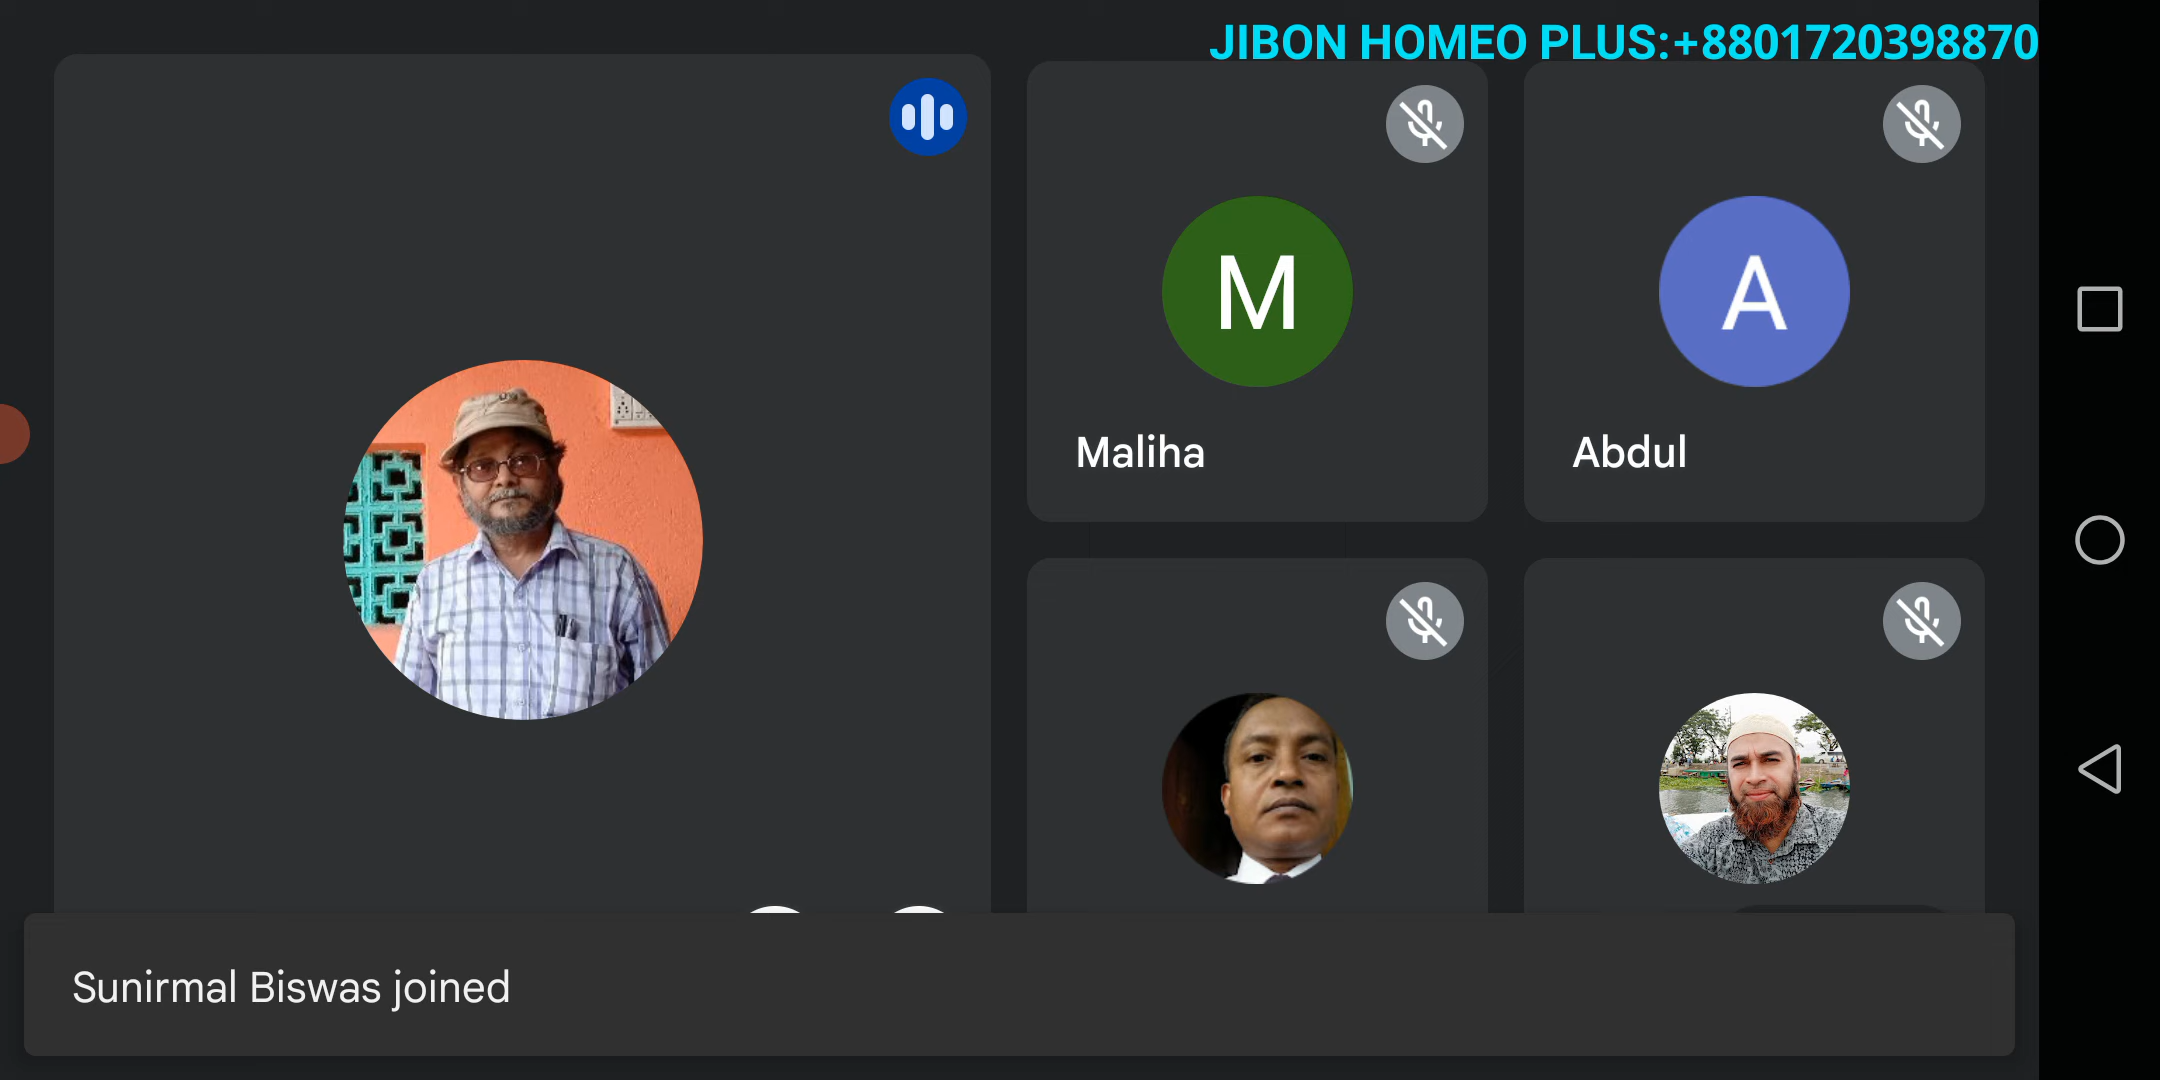 JIBON HOMEO PLUS:+8801720398870
M
A
Maliha
Abdul
Sunirmal Biswas joined